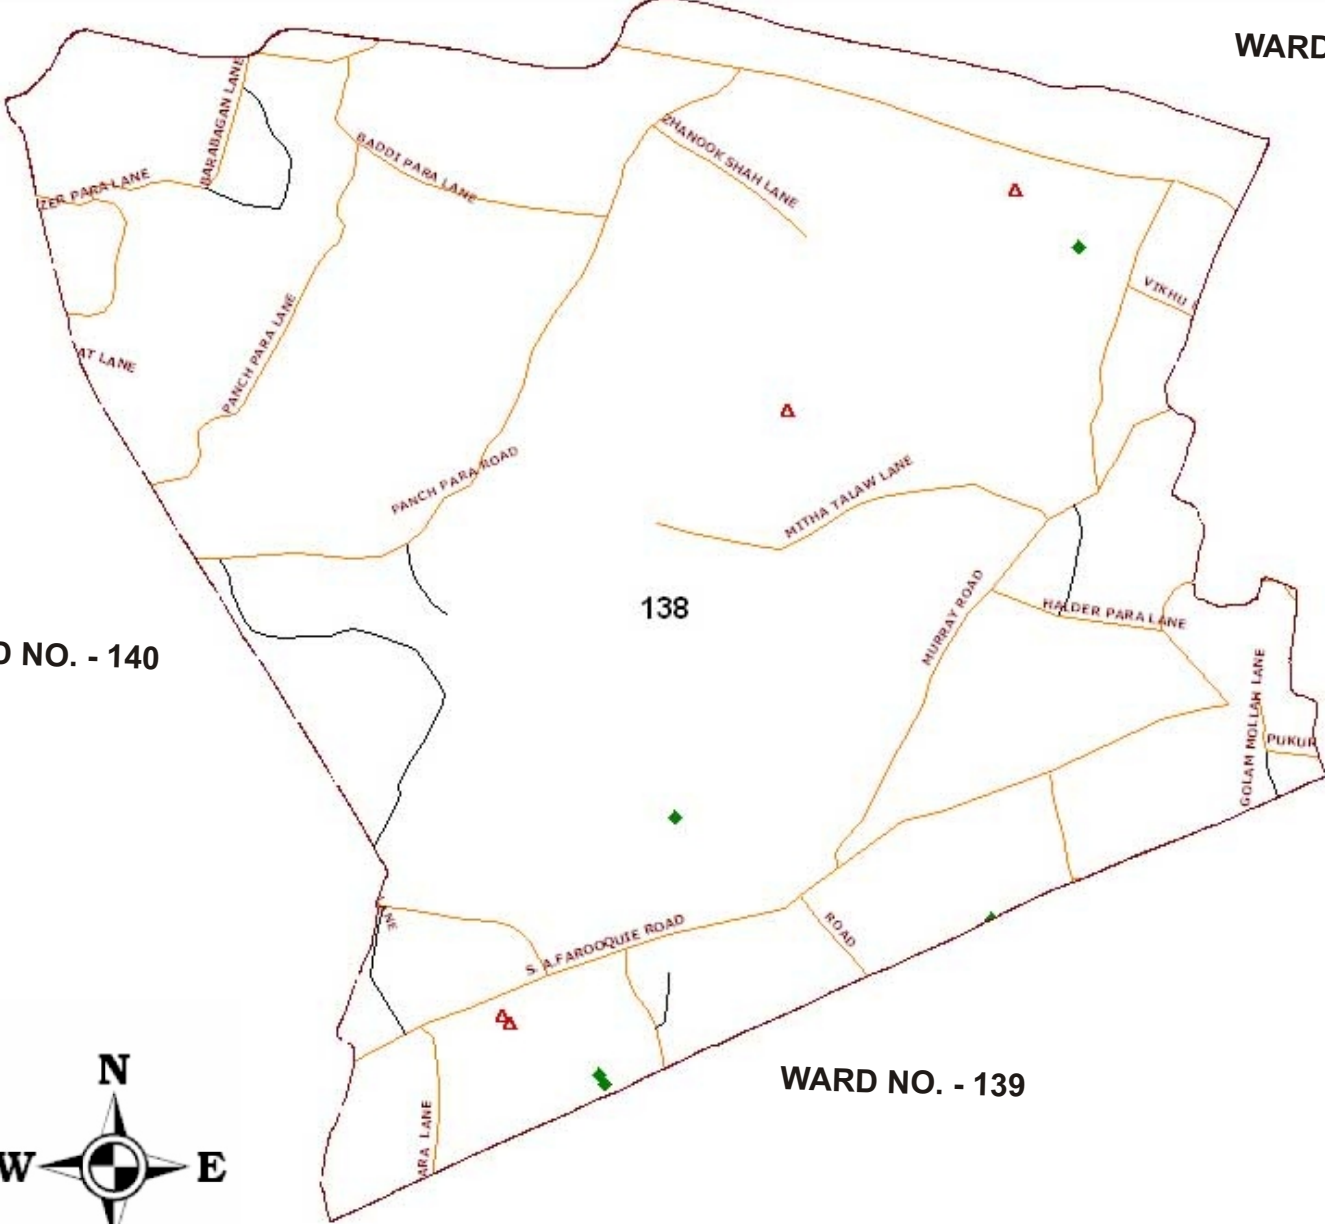 WARD
BARABAGAN LANE
BADDI PARA LANE
ZHANOOK SHAH LANE
ZER PARA LANE
VIKHU
PANCH PARA LANE
AT LANE
PANCH PARA ROAD
MITHA TALAW LANE
138
MURRAY ROAD
HALDER PARA LANE
NO. - 140
GOLAM MOLLAH LANE
PUKUR
NE
S. A.FAROOQUIE ROAD
ROAD
WARD NO. - 139
ARA LANE
N
W
E